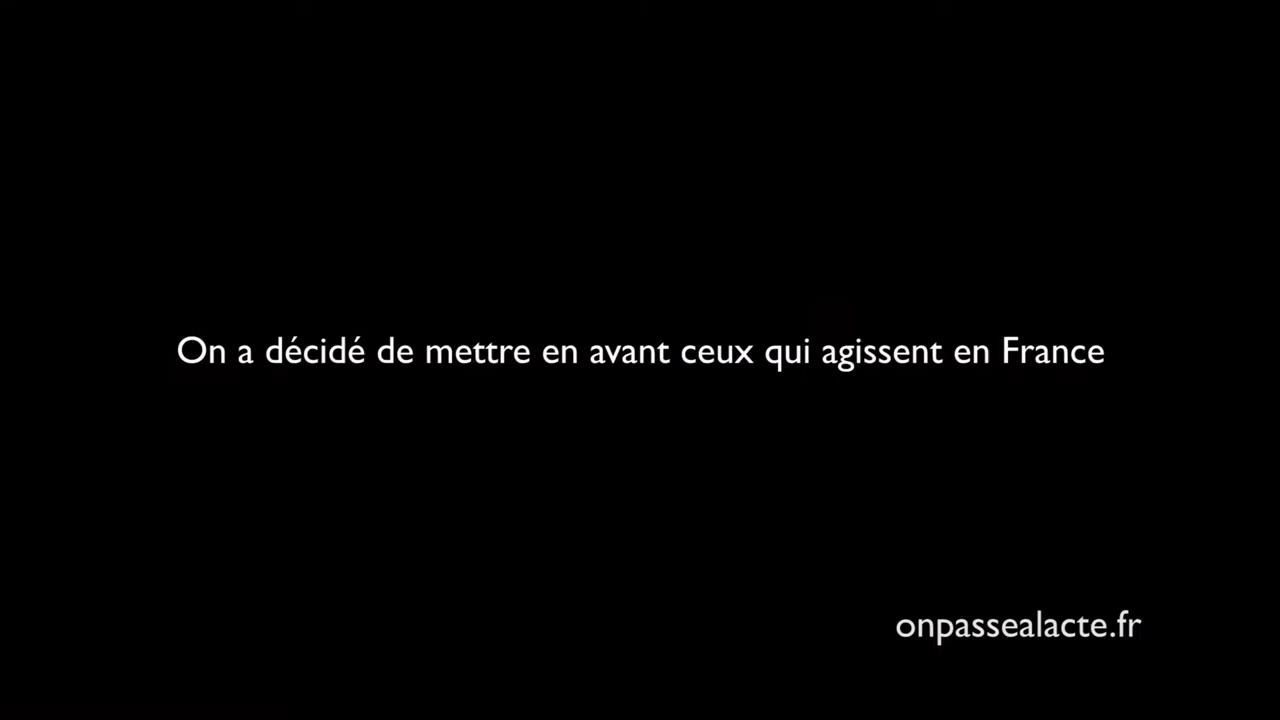 On a décidé de mettre en avant ceux qui agissent en France
onpassealacte.fr